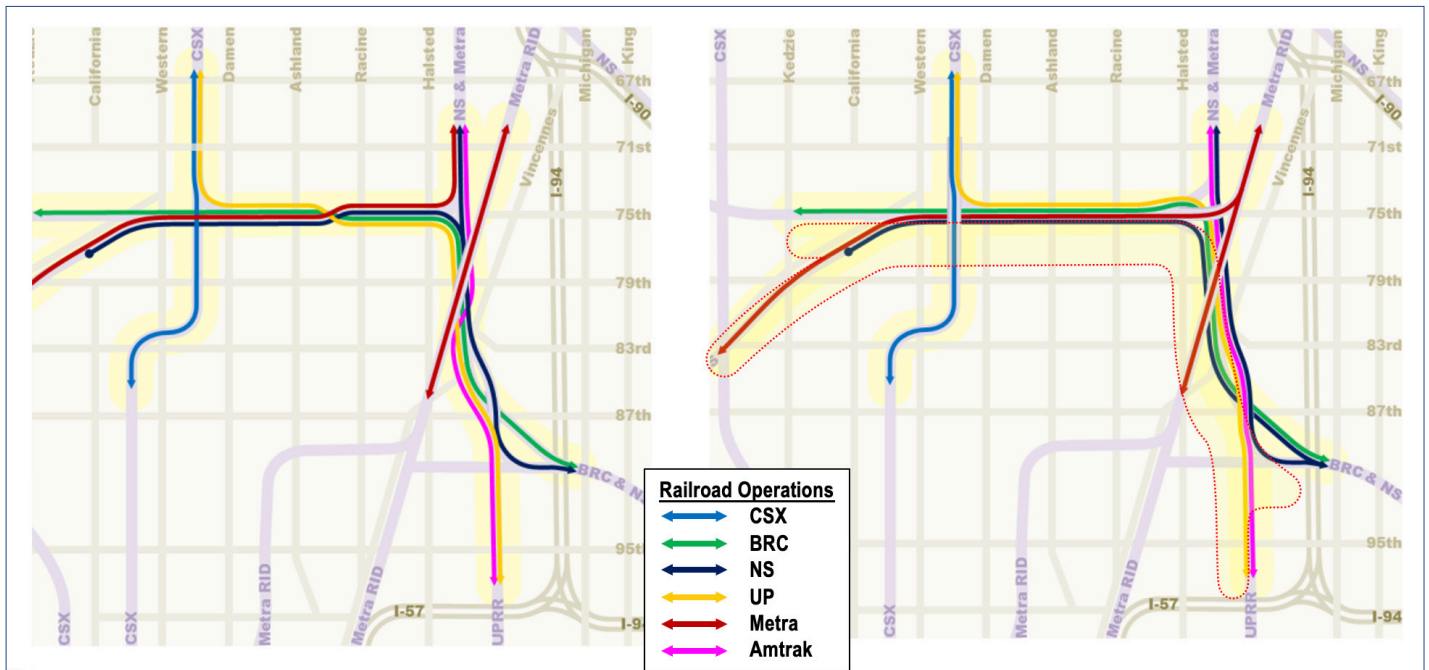 California
Western
CSX
Damen
Ashland
Racine
Halsted
NS & Metra
Metra RID
Vincennes
NS
Michigan
King
67th
I-90
71st
I-94
75th
79th
83rd
87th
BRC & NS
95th
I-57
I-94
CSX
CSX
Metra RID
Metra RID
UPRR
CSX
Kedzie
California
Western
CSX
Damen
Ashland
Racine
Halsted
NS & Metra
Metra RID
Vincennes
NS
Michigan
King
67th
I-90
71st
I-94
75th
79th
83rd
87th
BRC & NS
95th
I-57
I-94
CSX
Metra RID
Metra RID
UPRR
Railroad Operations
CSX
BRC
NS
UP
Metra
Amtrak